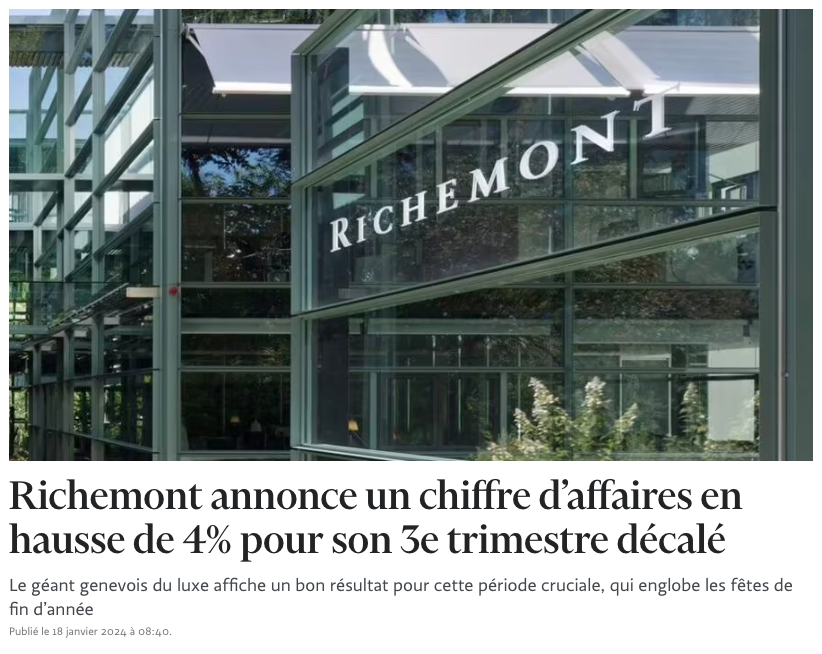 RICHEMONT
Richemont annonce un chiffre d’affaires en
hausse de 4% pour son 3e trimestre décalé
Le géant genevois du luxe affiche un bon résultat pour cette période cruciale, qui englobe les fêtes de
fin d’année
Publié le 18 janvier 2024 à 08:40.